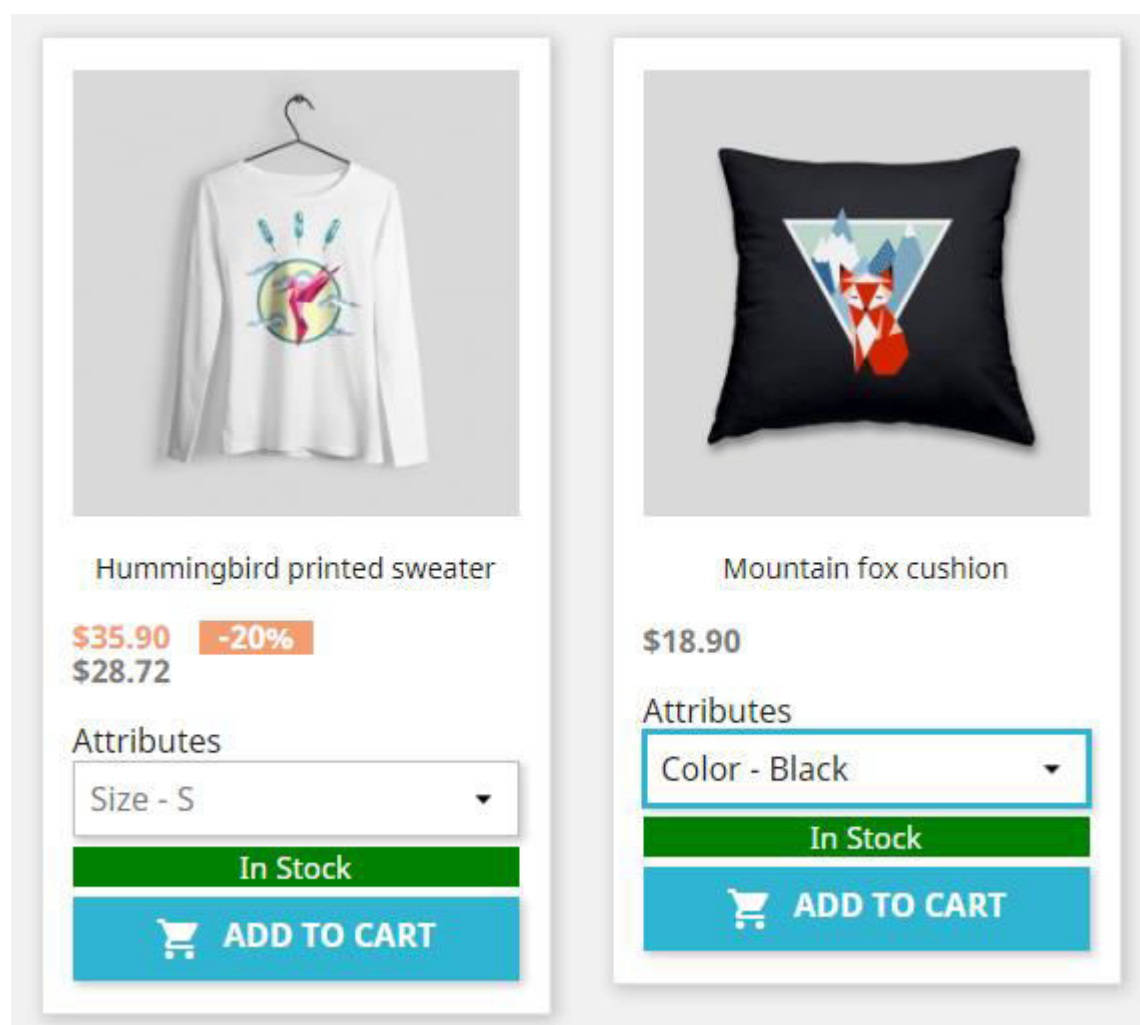 Hummingbird printed sweater
$35.90 -20%
$28.72
Attributes
Size - S
In Stock
ADD TO CART
Mountain fox cushion
$18.90
Attributes
Color - Black
In Stock
ADD TO CART